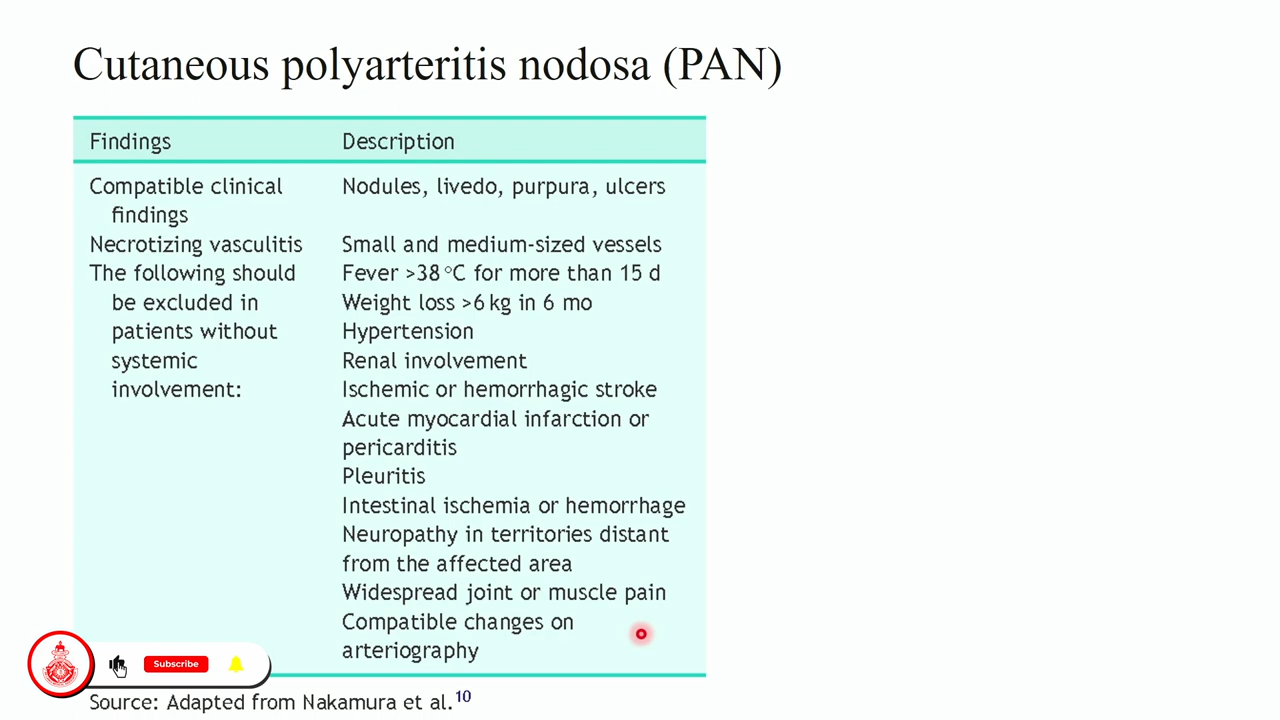 Cutaneous polyarteritis nodosa (PAN)
Findings Description
Compatible clinical Nodules, livedo, purpura, ulcers
findings
Necrotizing vasculitis Small and medium-sized vessels
The following should Fever >38 °C for more than 15 d
be excluded in Weight loss >6 kg in 6 mo
patients without Hypertension
systemic Renal involvement
involvement: Ischemic or hemorrhagic stroke
Acute myocardial infarction or
pericarditis
Pleuritis
Intestinal ischemia or hemorrhage
Neuropathy in territories distant
from the affected area
Widespread joint or muscle pain
Compatible changes on
arteriography
Subscribe
Source: Adapted from Nakamura et al.10